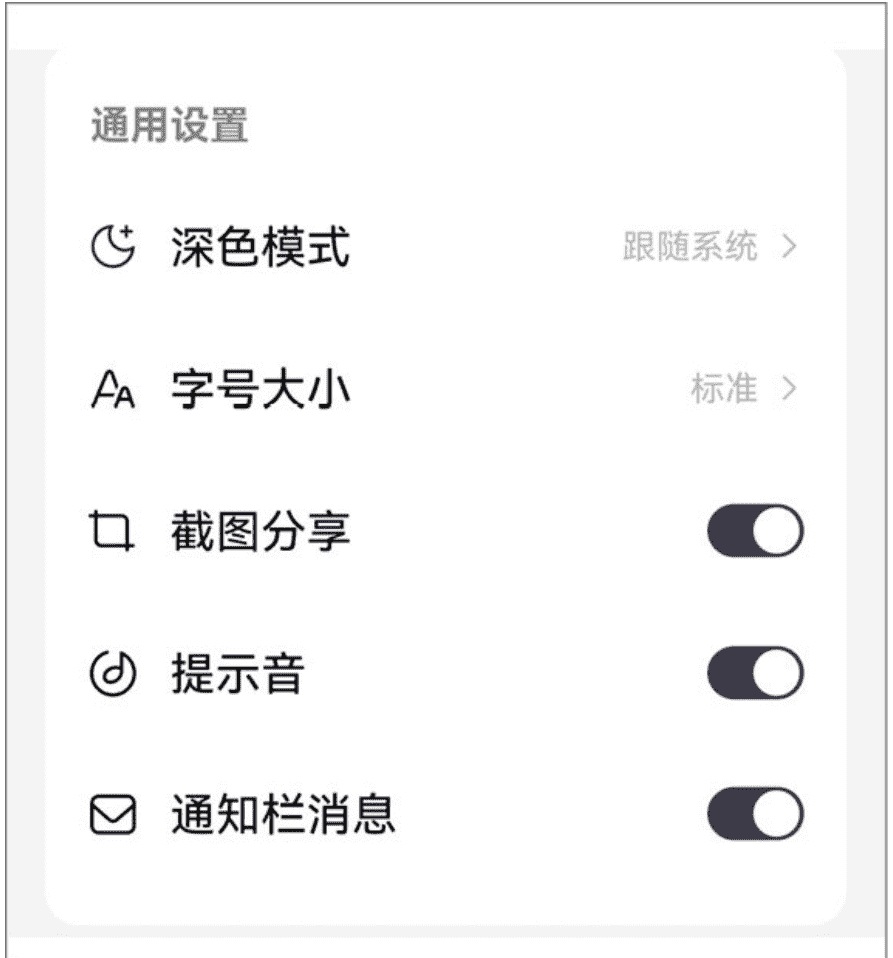 通用设置
深色模式 跟随系统
字号大小 标准
截图分享
提示音
通知栏消息